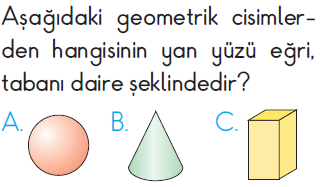 Aşağıdaki geometrik cisimler-
den hangisinin yan yüzü eğri,
tabanı daire şeklindedir?
A. B. C.